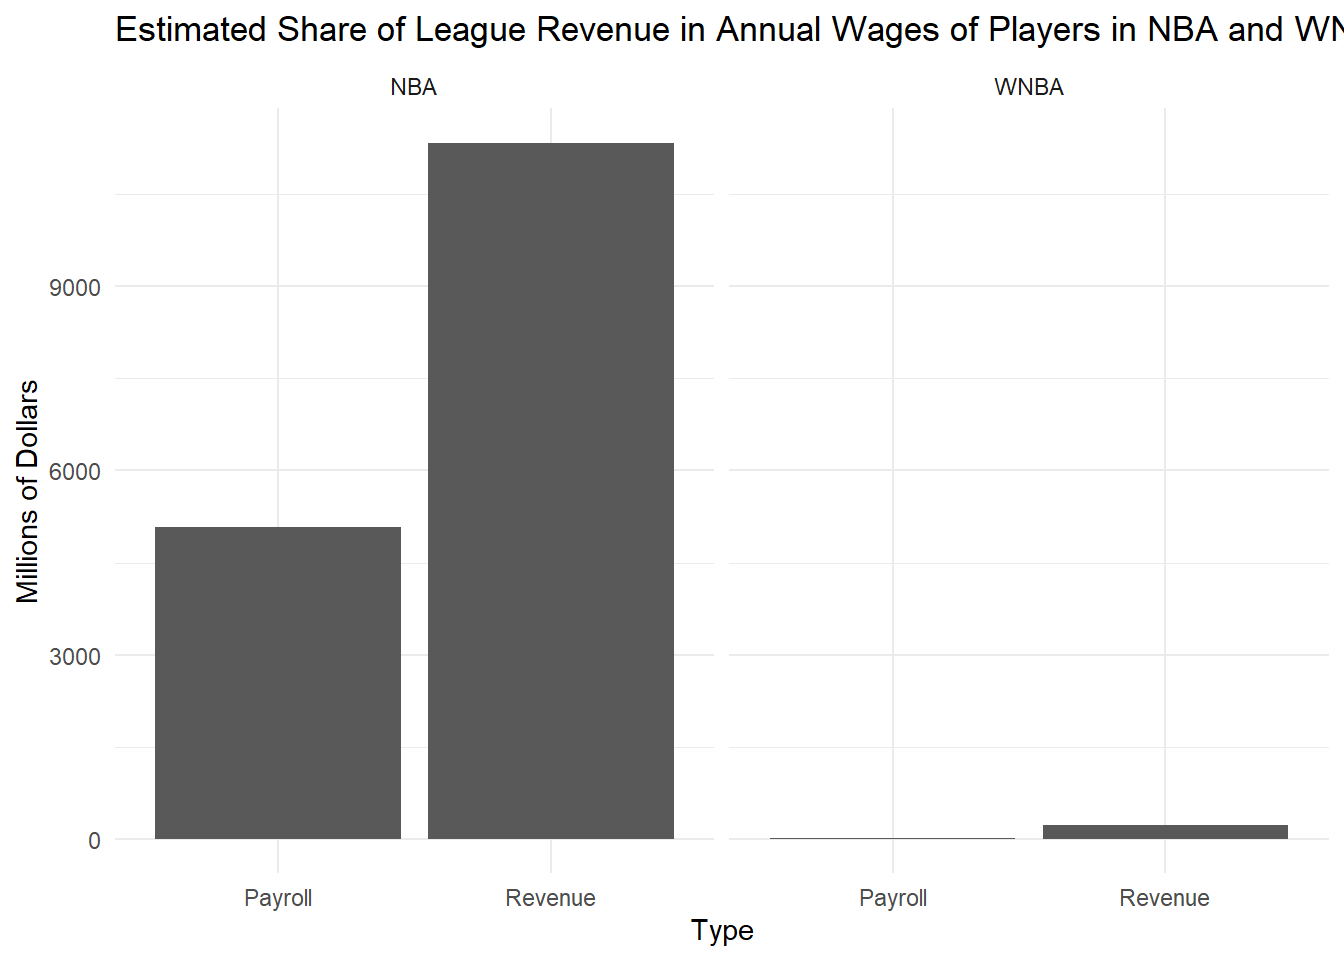 Estimated Share of League Revenue in Annual Wages of Players in NBA and WN
NBA
WNBA
Millions of Dollars
9000
6000
3000
0
Payroll
Revenue
Payroll
Revenue
Type